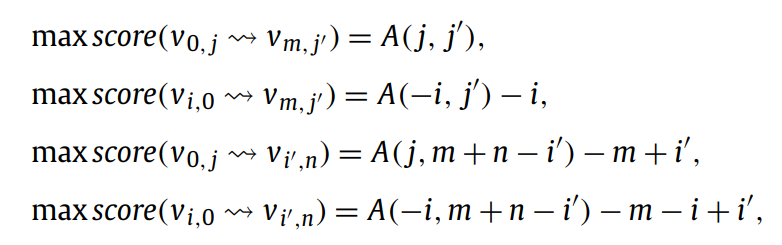 max score(v_{0,j} ⇝ v_{m,j′}) = A(j, j′),
max score(v_{i,0} ⇝ v_{m,j′}) = A(−i, j′) − i,
max score(v_{0,j} ⇝ v_{i′,n}) = A(j, m + n − i′) − m + i′,
max score(v_{i,0} ⇝ v_{i′,n}) = A(−i, m + n − i′) − m − i + i′,